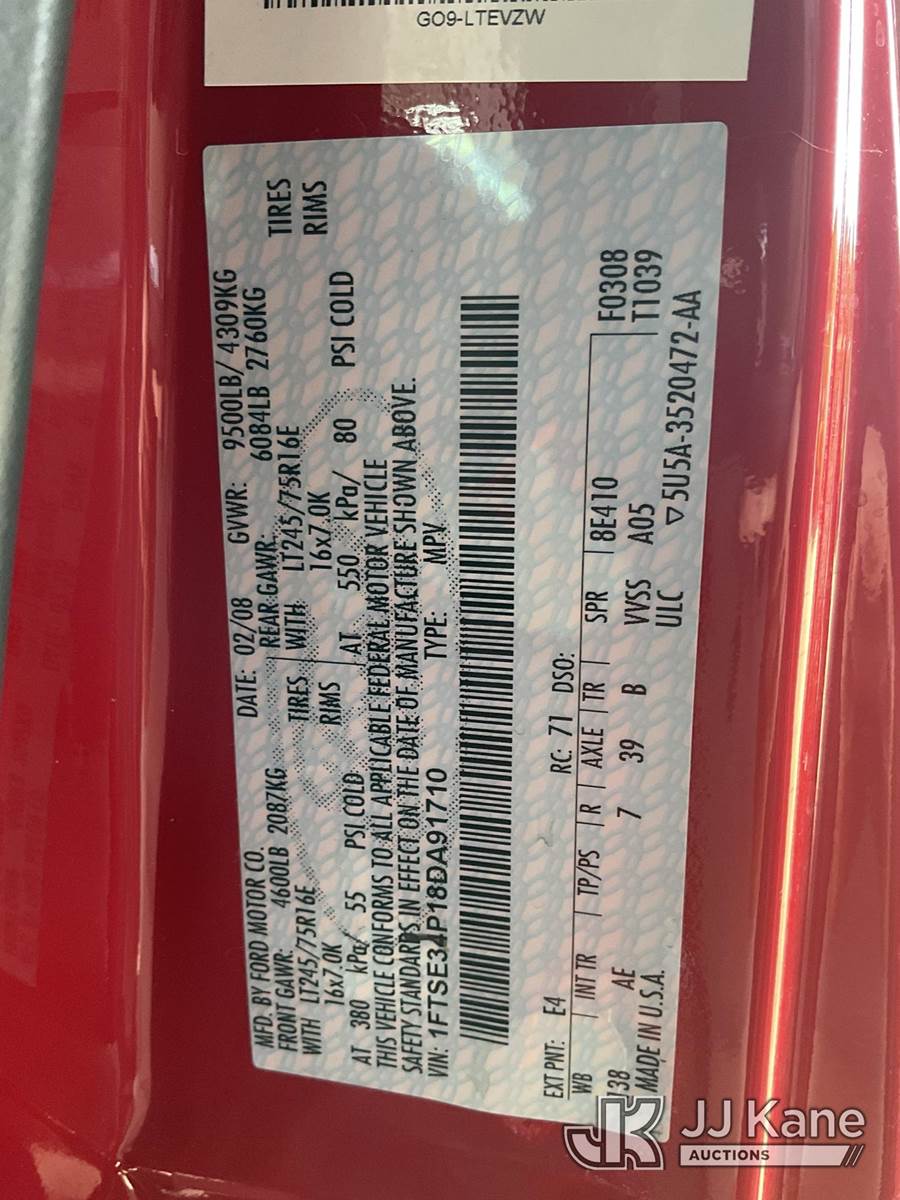 GO9-LTEVZW
MFD. BY FORD MOTOR CO. DATE: 02/08 GVWR: 9500LB/ 4309KG
FRONT GAWR: 4600LB 2087KG REAR GAWR: 6084LB 2760KG
WITH LT245/75R16E TIRES WITH LT245/75R16E TIRES
16x7.0K RIMS 16x7.0K RIMS
AT 380 kPa/ 55 PSI COLD AT 550 kPa/ 80 PSI COLD
THIS VEHICLE CONFORMS TO ALL APPLICABLE FEDERAL MOTOR VEHICLE
SAFETY STANDARDS IN EFFECT ON THE DATE OF MANUFACTURE SHOWN ABOVE.
VIN: 1FTSE34P18DA91710 TYPE: MPV
EXT PNT: E4 RC: 71 DSO:
WB INT TR TP/PS R AXLE TR SPR 8E410 F0308
138 AE 7 39 B VVSS A05 T1039
MADE IN U.S.A. ULC ▽5U5A-3520472-AA
JK JJ Kane
AUCTIONS